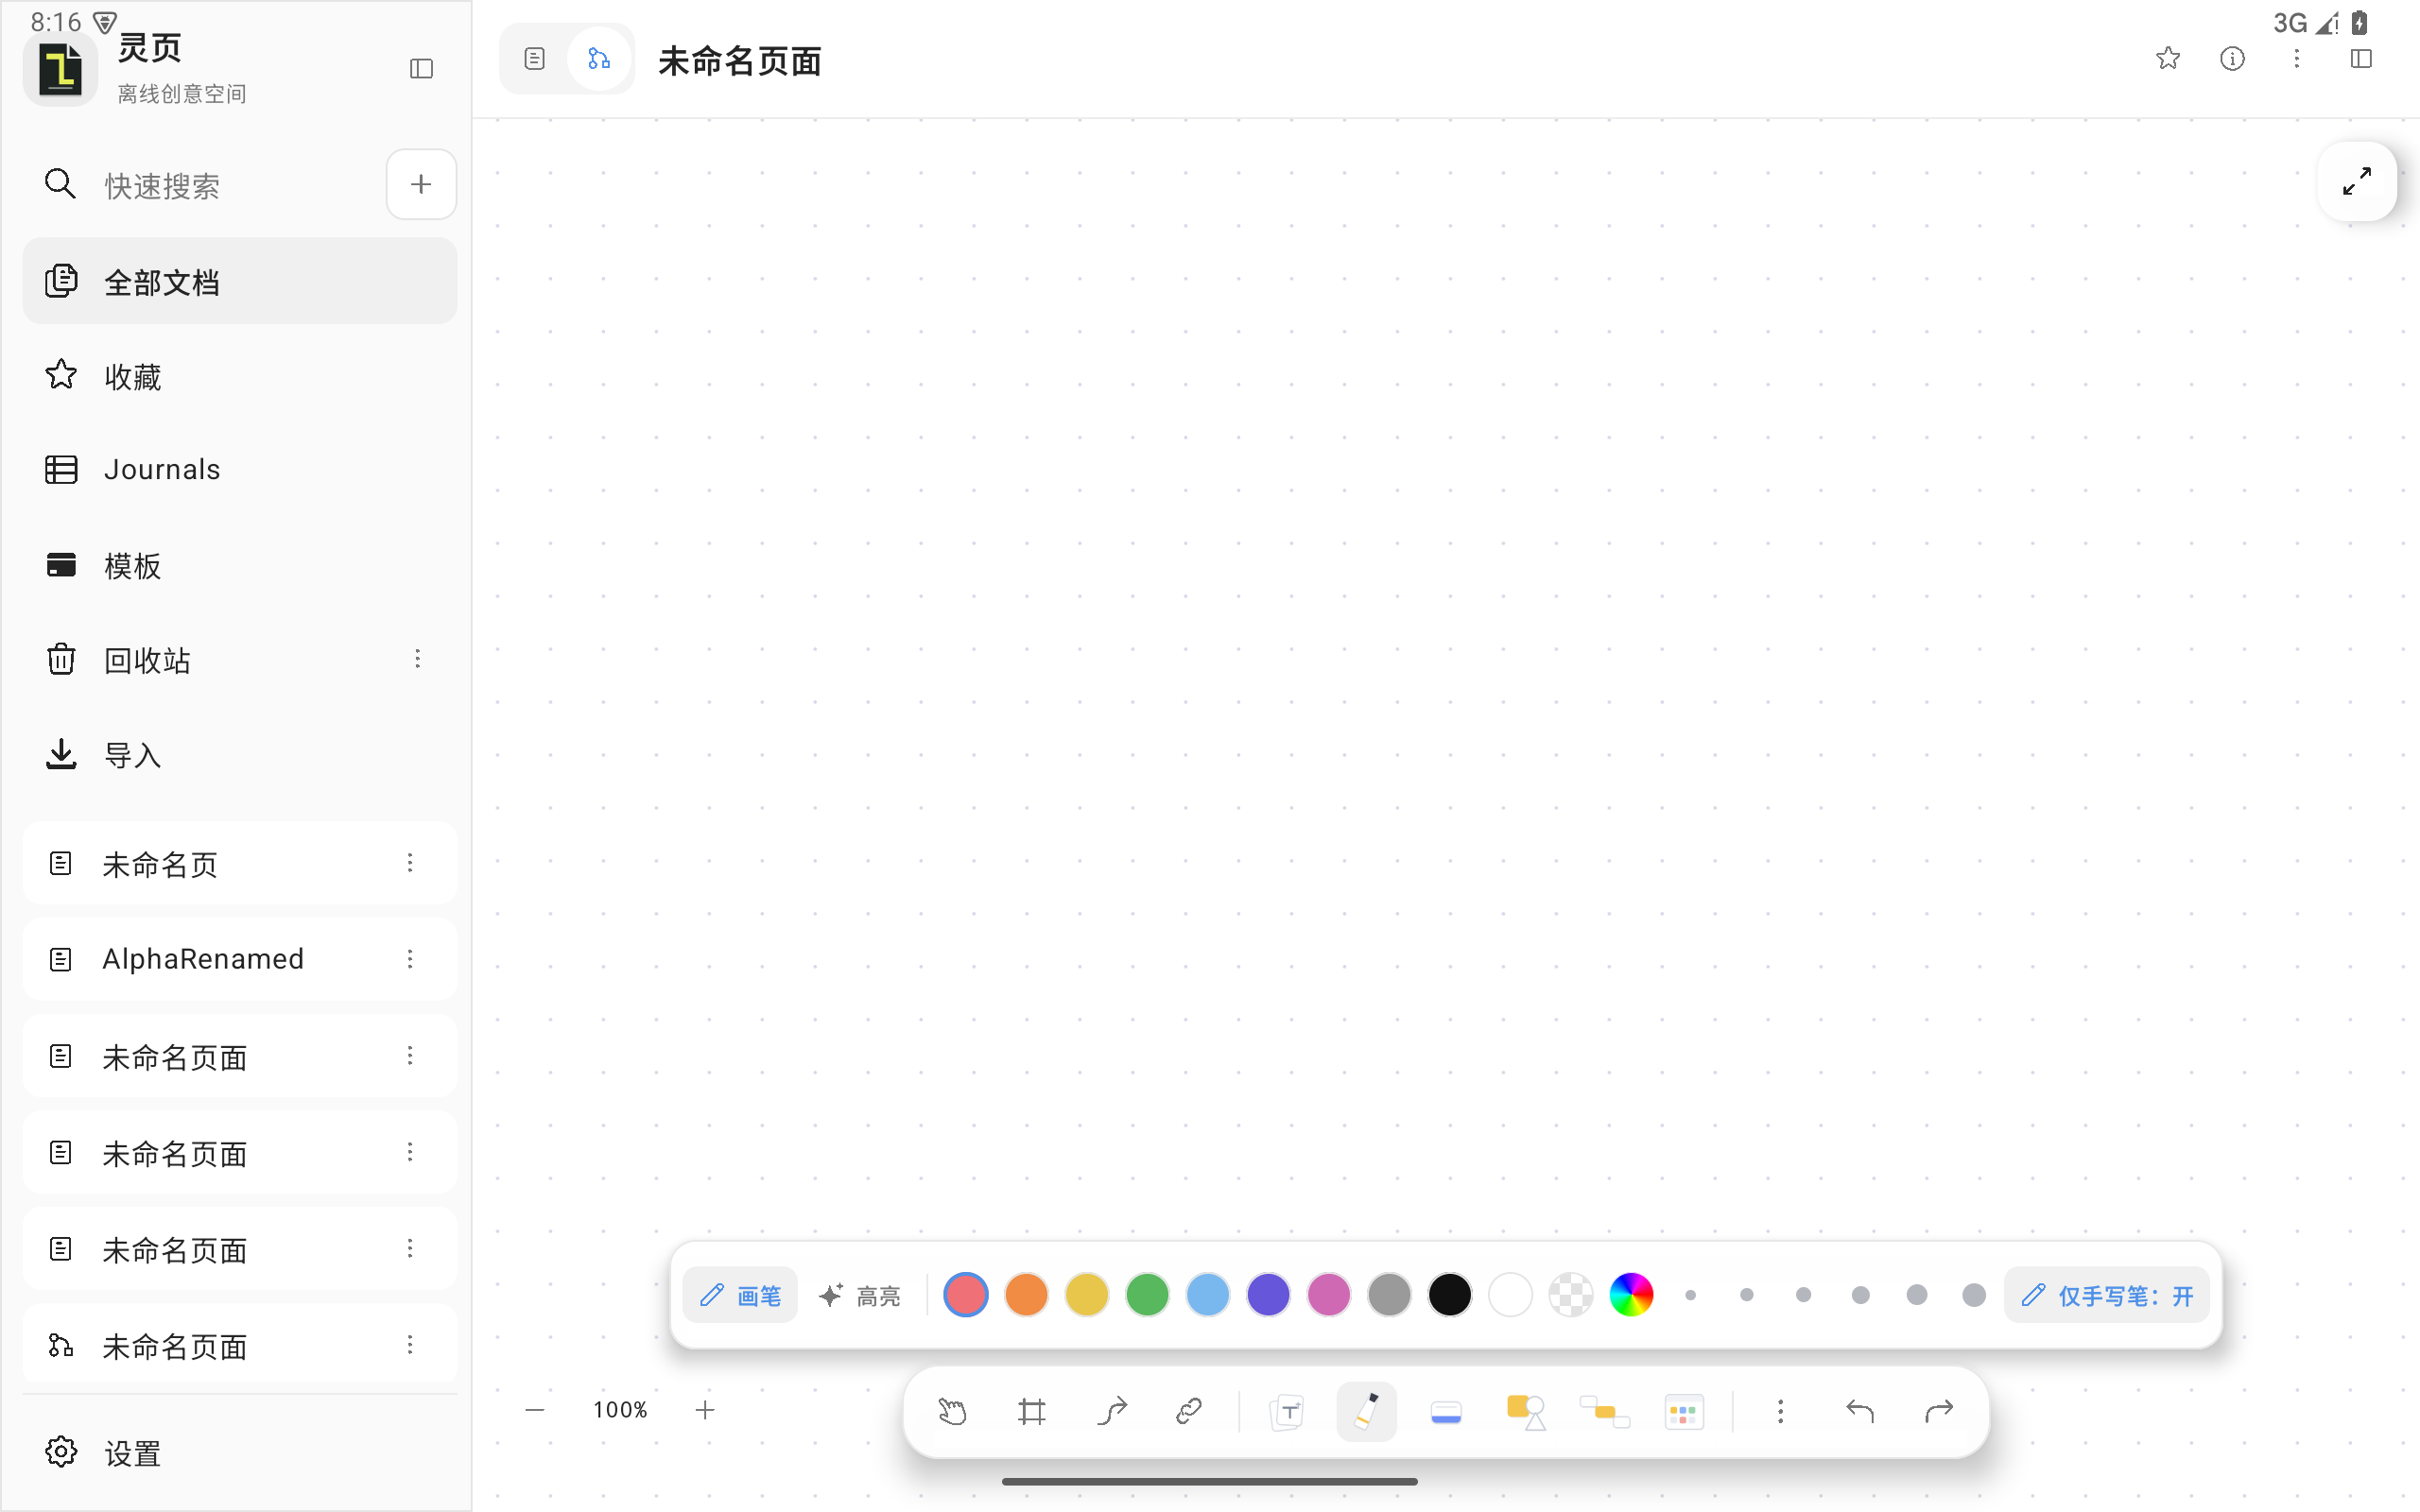 8:16
3G
灵页
离线创意空间
未命名页面
快速搜索
全部文档
收藏
Journals
模板
回收站
导入
未命名页
AlphaRenamed
未命名页面
未命名页面
未命名页面
未命名页面
设置
画笔
高亮
仅手写笔：开
100%
T